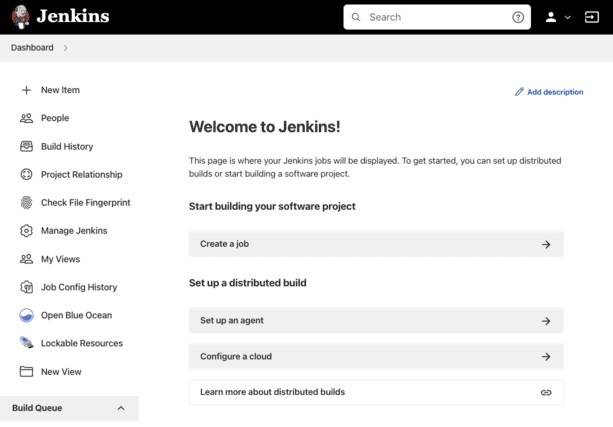 Jenkins
Search
Dashboard
New Item
People
Build History
Project Relationship
Check File Fingerprint
Manage Jenkins
My Views
Job Config History
Open Blue Ocean
Lockable Resources
New View
Build Queue
Add description
Welcome to Jenkins!
This page is where your Jenkins jobs will be displayed. To get started, you can set up distributed
builds or start building a software project.
Start building your software project
Create a job
Set up a distributed build
Set up an agent
Configure a cloud
Learn more about distributed builds